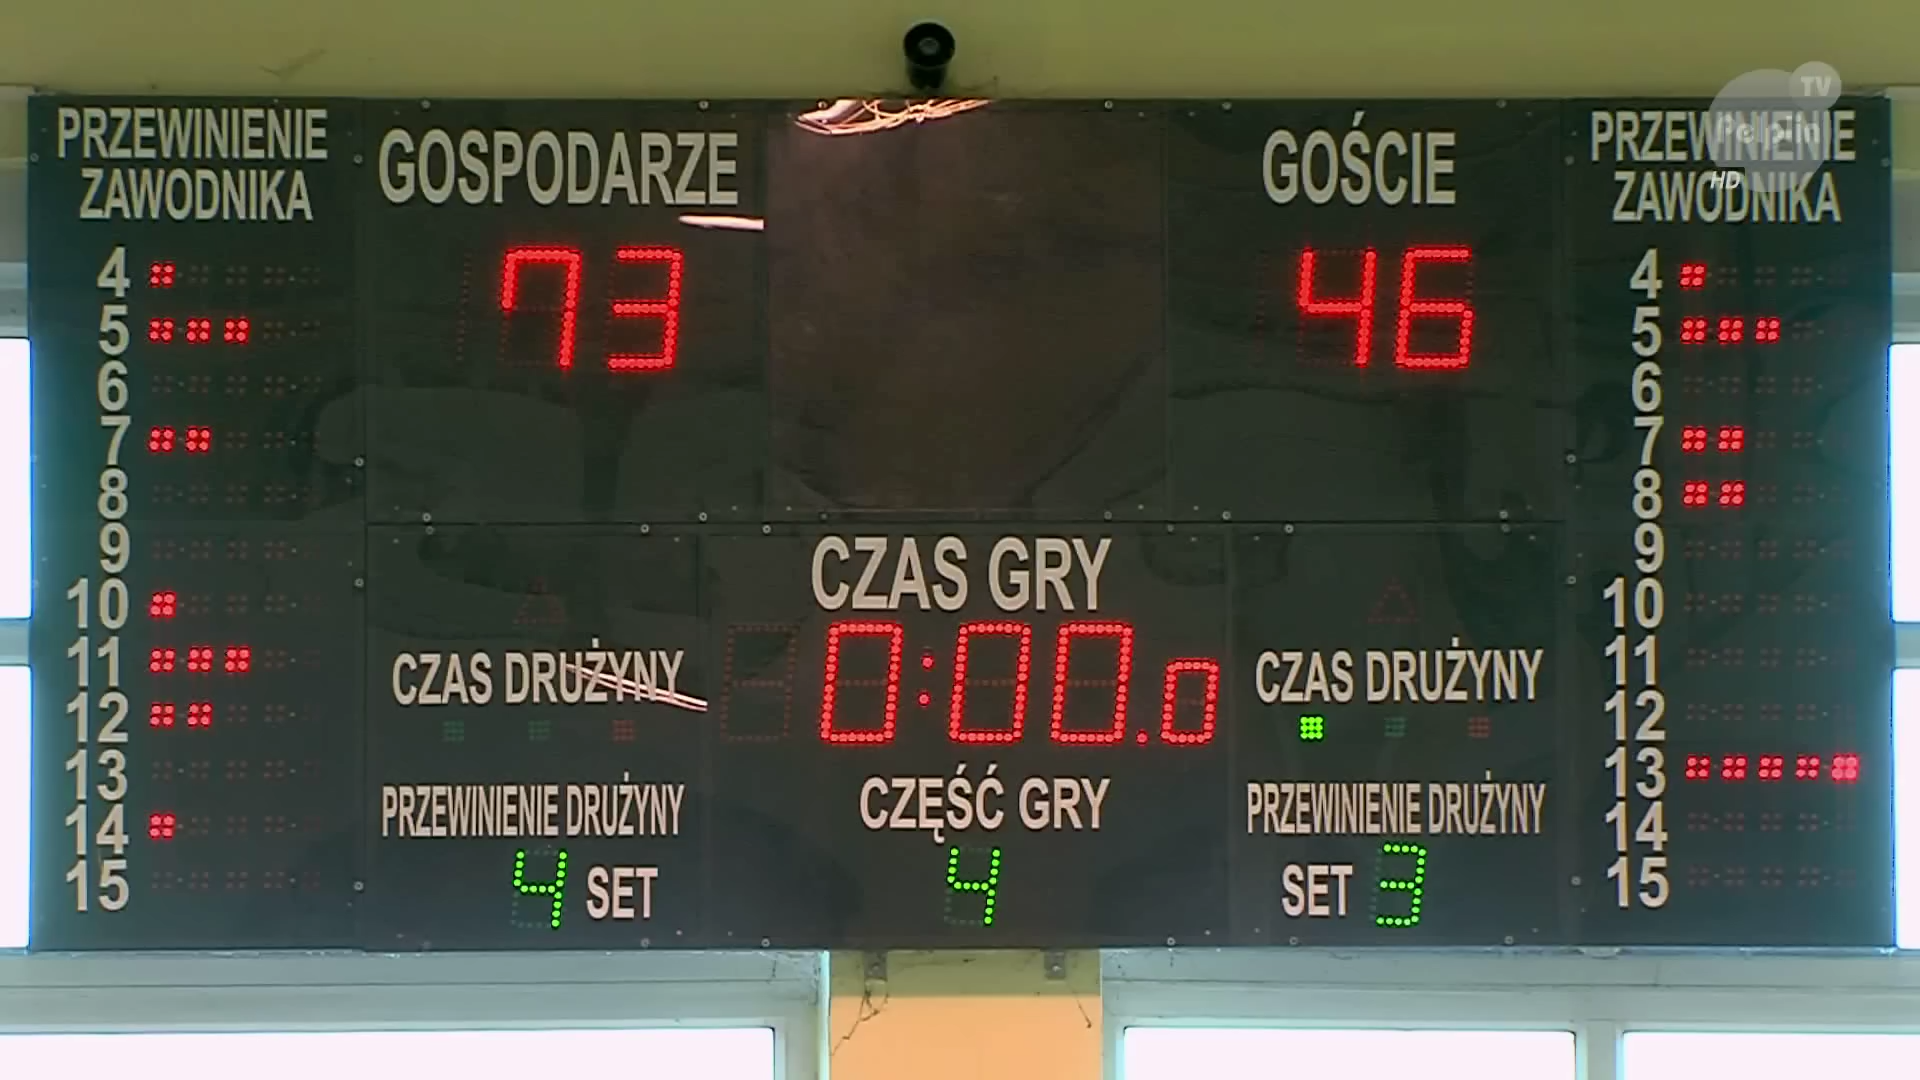 PRZEWINIENIE
ZAWODNIKA
GOSPODARZE
GOŚCIE
PRZEWINIENIE
ZAWODNIKA
TV
Pelplin
HD
73
46
4
5
6
7
8
9
10
11
12
13
14
15
4
5
6
7
8
9
10
11
12
13
14
15
CZAS GRY
0:00.0
CZAS DRUŻYNY
CZAS DRUŻYNY
PRZEWINIENIE DRUŻYNY
4 SET
CZĘŚĆ GRY
4
PRZEWINIENIE DRUŻYNY
SET 3